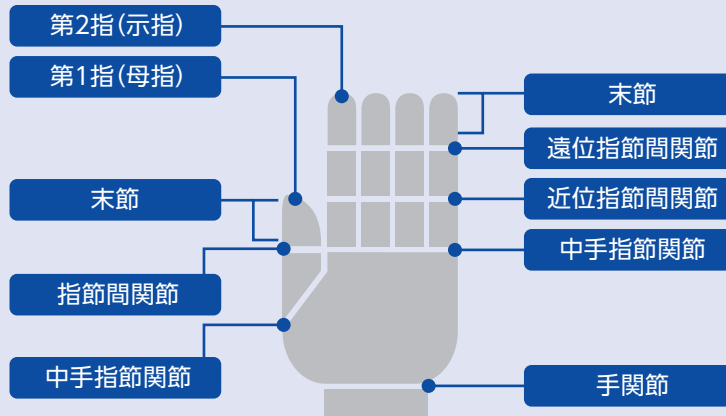 第2指(示指)
第1指(母指)
末節
指節間関節
中手指節関節
末節
遠位指節間関節
近位指節間関節
中手指節関節
手関節